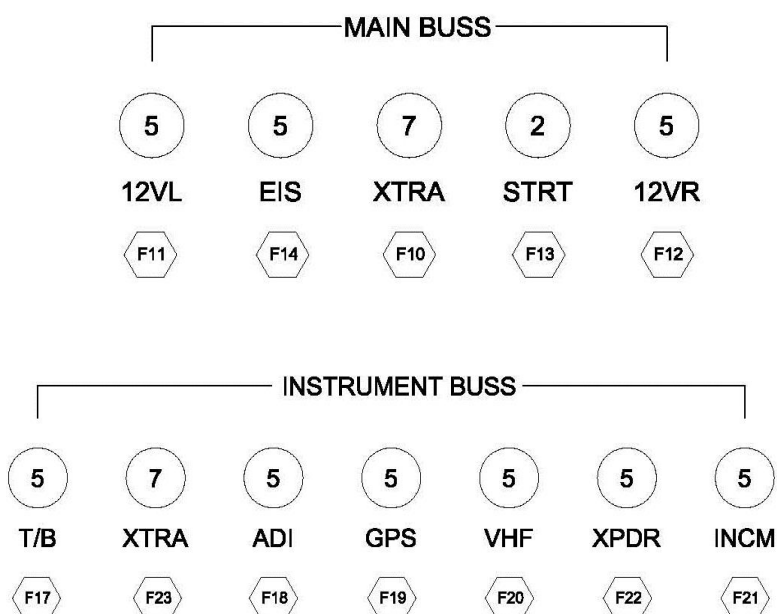 MAIN BUSS
5 5 7 2 5
12VL EIS XTRA STRT 12VR
F11 F14 F10 F13 F12
INSTRUMENT BUSS
5 7 5 5 5 5 5
T/B XTRA ADI GPS VHF XPDR INCM
F17 F23 F18 F19 F20 F22 F21